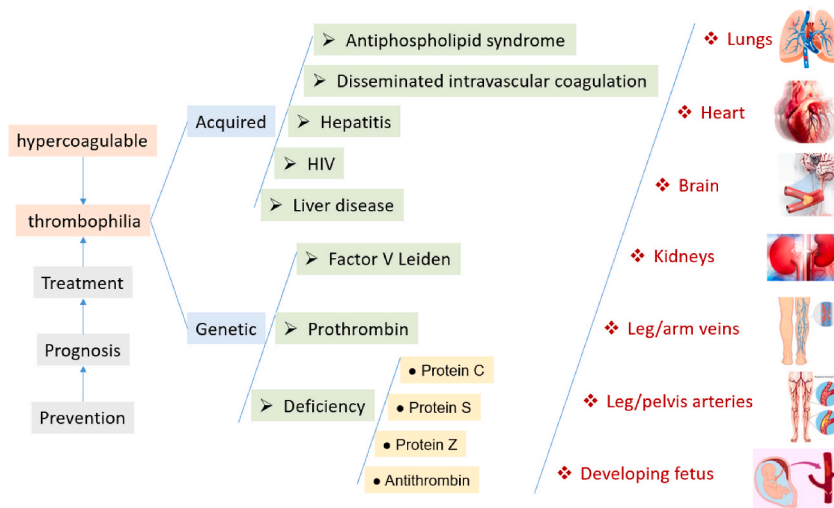 hypercoagulable
thrombophilia
Treatment
Prognosis
Prevention
Acquired
Genetic
➢ Antiphospholipid syndrome
➢ Disseminated intravascular coagulation
➢ Hepatitis
➢ HIV
➢ Liver disease
➢ Factor V Leiden
➢ Prothrombin
➢ Deficiency
● Protein C
● Protein S
● Protein Z
● Antithrombin
❖ Lungs
❖ Heart
❖ Brain
❖ Kidneys
❖ Leg/arm veins
❖ Leg/pelvis arteries
❖ Developing fetus